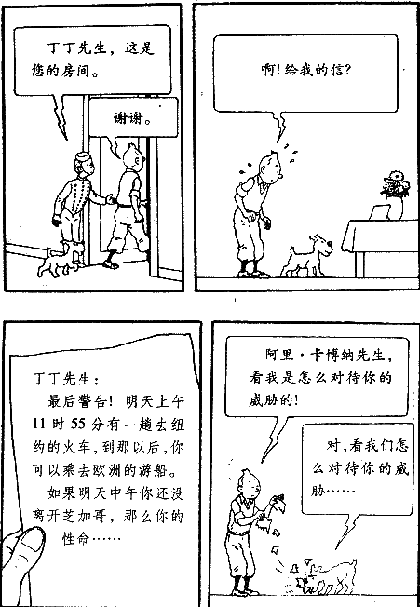 丁丁先生，这是
您的房间。
谢谢。
啊！给我的信？
丁丁先生：
最后警告！明天上午
11时55分有一趟去纽
约的火车，到那以后，你
可以乘去欧洲的游船。
如果明天中午你还没
离开芝加哥，那么你的
性命……
阿里·卡博纳先生，
看我是怎么对待你的
威胁的！
对，看我们怎
么对待你的威
胁……